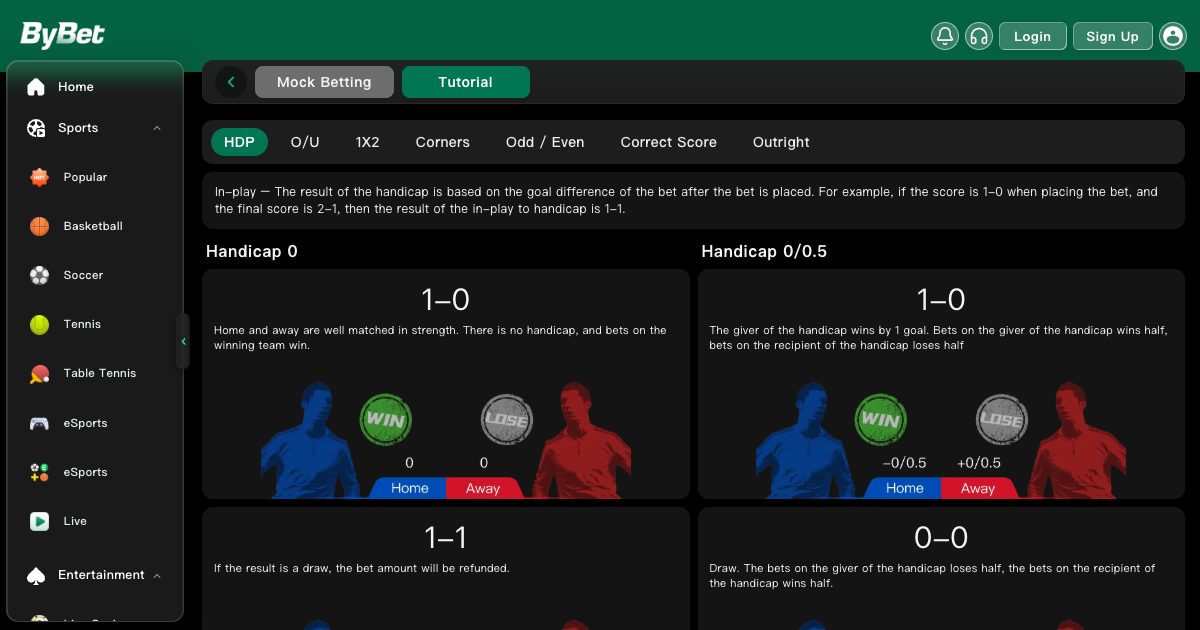 ByBet
Login
Sign Up
Home
Sports
Popular
Basketball
Soccer
Tennis
Table Tennis
eSports
eSports
Live
Entertainment
Mock Betting
Tutorial
HDP
O/U
1X2
Corners
Odd / Even
Correct Score
Outright
In-play — The result of the handicap is based on the goal difference of the bet after the bet is placed. For example, if the score is 1-0 when placing the bet, and
the final score is 2-1, then the result of the in-play to handicap is 1-1.
Handicap 0
1-0
Home and away are well matched in strength. There is no handicap, and bets on the
winning team win.
WIN
LOSE
0
0
Home
Away
Handicap 0/0.5
1-0
The giver of the handicap wins by 1 goal. Bets on the giver of the handicap wins half,
bets on the recipient of the handicap loses half
WIN
LOSE
-0/0.5
+0/0.5
Home
Away
1-1
If the result is a draw, the bet amount will be refunded.
0-0
Draw. The bets on the giver of the handicap loses half, the bets on the recipient of
the handicap wins half.